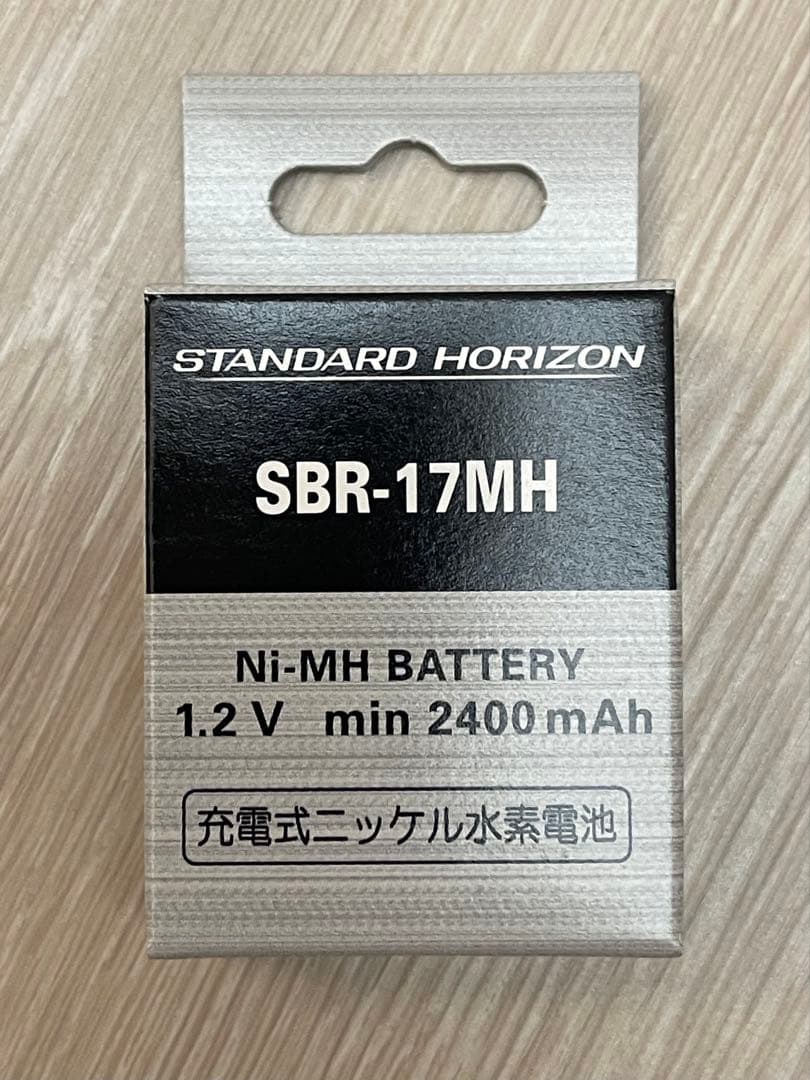 STANDARD HORIZON
SBR-17MH
Ni-MH BATTERY
1.2 V min 2400 mAh
充電式ニッケル水素電池